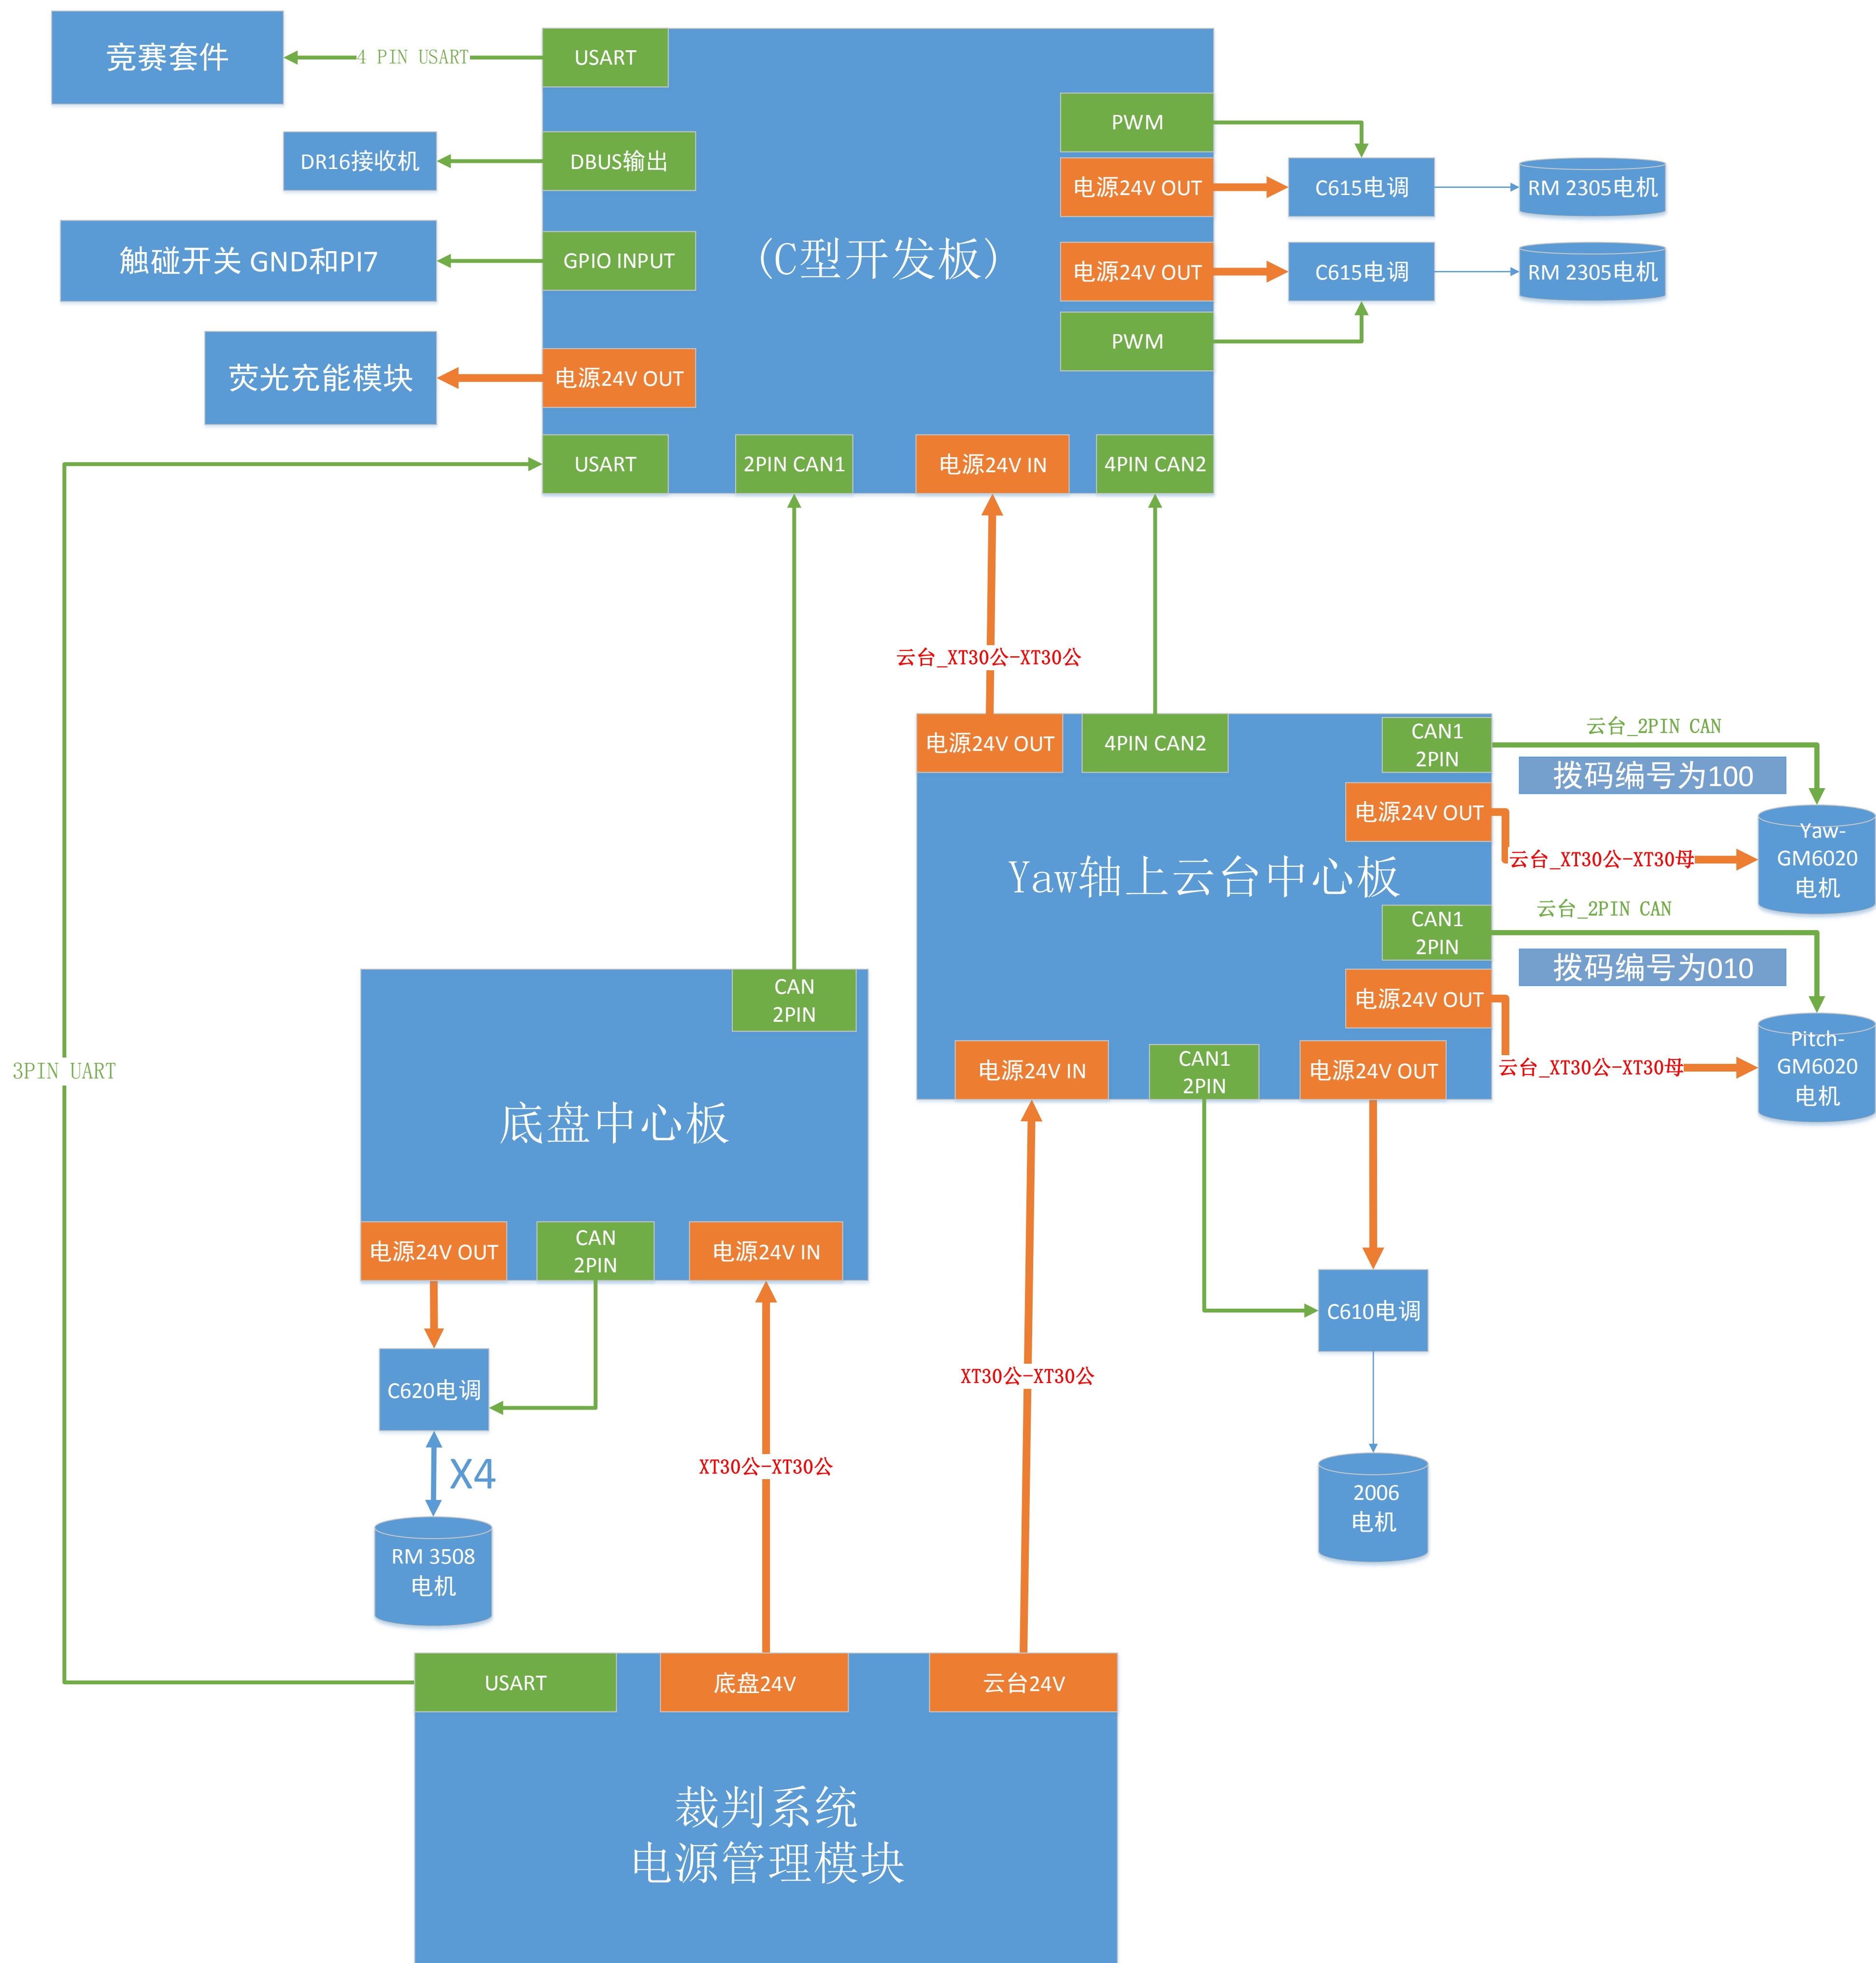 竞赛套件
4 PIN USART
USART
DR16接收机
DBUS输出
触碰开关 GND和PI7
GPIO INPUT
荧光充能模块
电源24V OUT
(C型开发板)
PWM
电源24V OUT
C615电调
RM 2305电机
电源24V OUT
C615电调
RM 2305电机
PWM
USART
2PIN CAN1
电源24V IN
4PIN CAN2
云台_XT30公-XT30公
电源24V OUT
4PIN CAN2
CAN1
2PIN
云台_2PIN CAN
拨码编号为100
电源24V OUT
云台_XT30公-XT30母
Yaw-
GM6020
电机
Yaw轴上云台中心板
CAN1
2PIN
云台_2PIN CAN
拨码编号为010
电源24V OUT
云台_XT30公-XT30母
Pitch-
GM6020
电机
电源24V IN
CAN1
2PIN
电源24V OUT
CAN
2PIN
3PIN UART
底盘中心板
电源24V OUT
CAN
2PIN
电源24V IN
C610电调
C620电调
XT30公-XT30公
X4
XT30公-XT30公
2006
电机
RM 3508
电机
USART
底盘24V
云台24V
裁判系统
电源管理模块